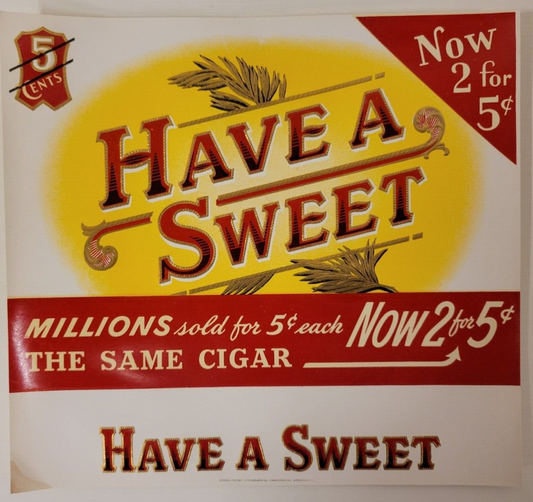 5
CENTS
Now
2 for
5¢
HAVE A
SWEET
MILLIONS sold for 5¢ each NOW 2 for 5¢
THE SAME CIGAR
HAVE A SWEET